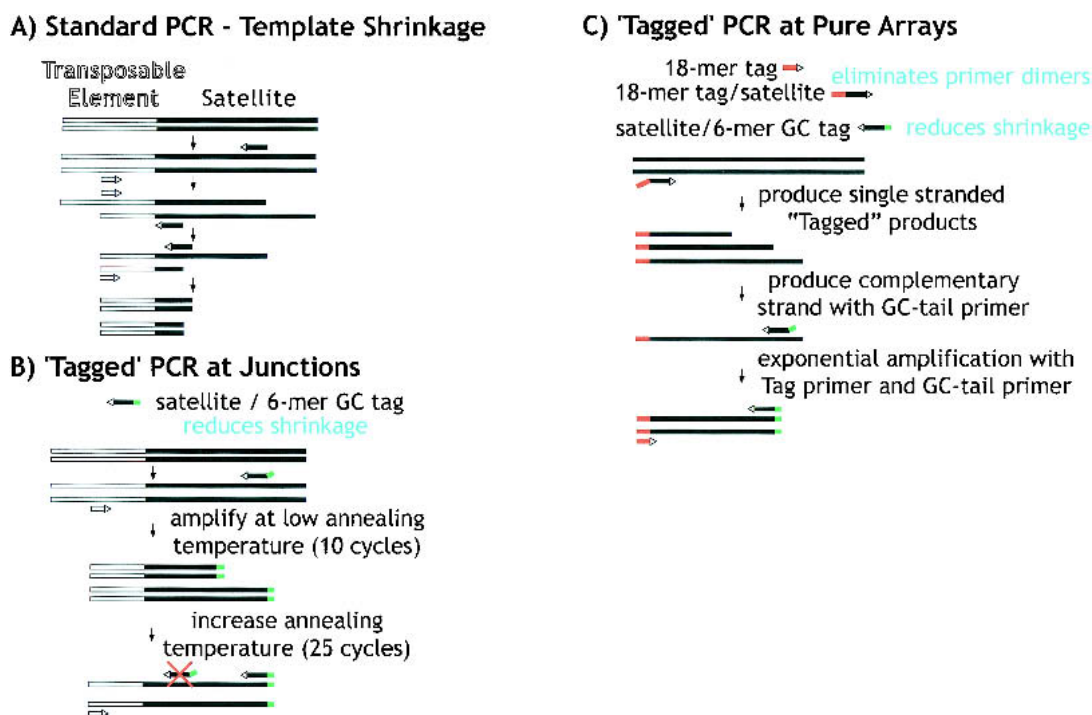 A) Standard PCR - Template Shrinkage
Transposable
Element
Satellite
B) 'Tagged' PCR at Junctions
satellite / 6-mer GC tag
reduces shrinkage
amplify at low annealing
temperature (10 cycles)
increase annealing
temperature (25 cycles)
C) 'Tagged' PCR at Pure Arrays
18-mer tag
eliminates primer dimers
18-mer tag/satellite
satellite/6-mer GC tag
reduces shrinkage
produce single stranded
“Tagged” products
produce complementary
strand with GC-tail primer
exponential amplification with
Tag primer and GC-tail primer